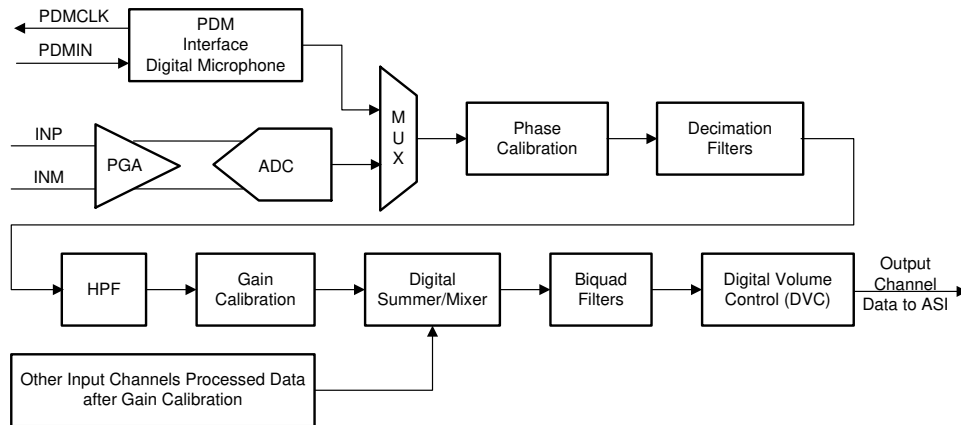 PDMCLK
PDMIN
PDM
Interface
Digital Microphone
INP
INM
PGA
ADC
M
U
X
Phase
Calibration
Decimation
Filters
HPF
Gain
Calibration
Digital
Summer/Mixer
Biquad
Filters
Digital Volume
Control (DVC)
Output
Channel
Data to ASI
Other Input Channels Processed Data
after Gain Calibration